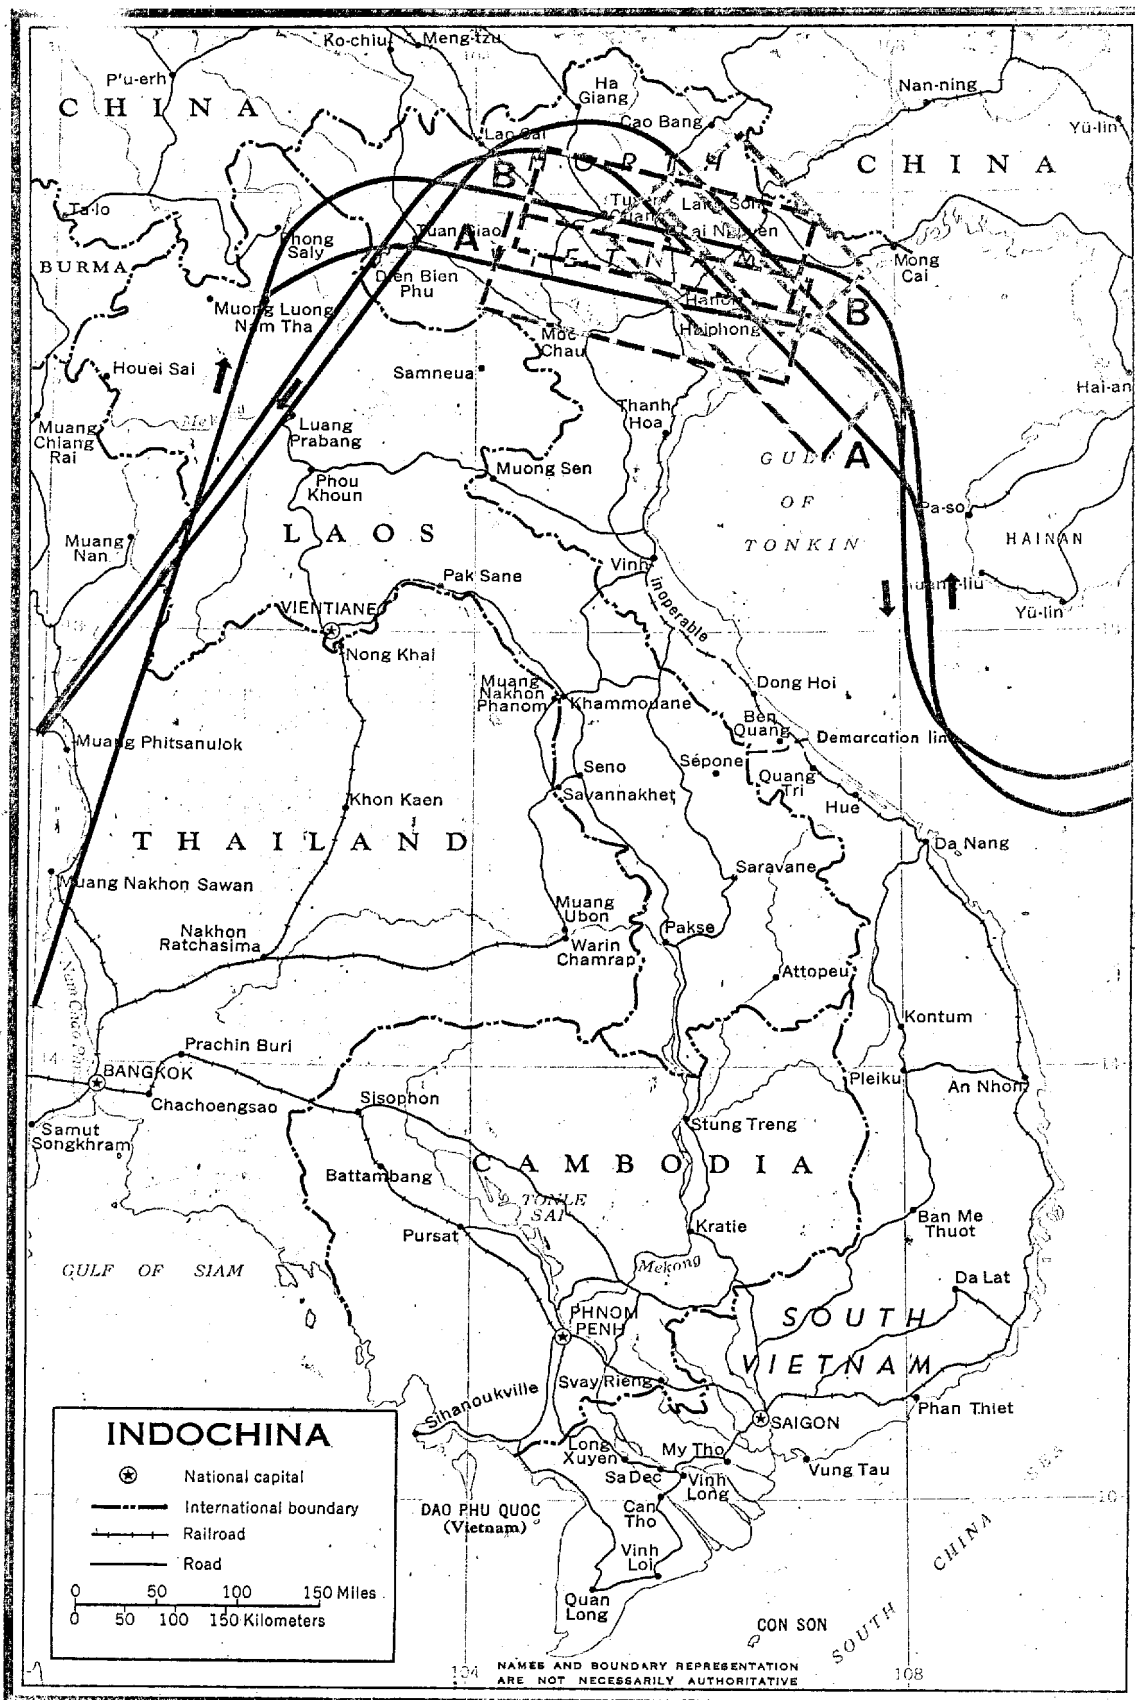 Ko-chiu
Meng-tzu
P'u-erh
CHINA
Ha
Giang
Cao Bang
Nan-ning
Yü-lin
Lao Cai
CHINA
B
NORTH
Ta-lo
Phong
Saly
Tuan Giao
A
Lang Son
BURMA
VIETNAM
Mong
Cai
Dien Bien
Phu
Muong Luong
Nam Tha
Hanoi
Haiphong
B
Moc
Chau
Houei Sai
Samneua
Hai-an
Muang
Chiang
Rai
Luang
Prabang
Thanh
Hoa
GULF
OF
TONKIN
A
Muong Sen
Phou
Khoun
LAOS
Pa-so
HAINAN
Muang
Nan
Vinh
Inoperable
Pak Sane
Yü-lin
VIENTIANE
Nong Khai
Muang
Nakhon
Phanom
Khammouane
Dong Hoi
Ben
Quang
Demarcation lin
Muang Phitsanulok
Seno
Sépone
Quang
Tri
Savannakhet
Hue
Khon Kaen
THAILAND
Da Nang
Saravane
Muang Nakhon Sawan
Muang
Ubon
Nakhon
Ratchasima
Warin
Chamrap
Pakse
Attopeu
Kontum
Prachin Buri
14
BANGKOK
Pleiku
An Nhon
Chachoengsao
Sisophon
Samut
Songkhram
Stung Treng
CAMBODIA
Battambang
TONLE
SAI
Pursat
Kratie
Ban Me
Thuot
Mekong
GULF OF SIAM
Da Lat
PHNOM
PENH
SOUTH
VIETNAM
Svay Rieng
Sihanoukville
Phan Thiet
SAIGON
Long
Xuyen
My Tho
Sa Dec
Vinh
Long
Vung Tau
Can
Tho
DAO PHU QUOC
(Vietnam)
10
Vinh
Loi
Quan
Long
CON SON
SOUTH CHINA SEA
INDOCHINA
National capital
International boundary
Railroad
Road
0 50 100 150 Miles
0 50 100 150 Kilometers
104
108
NAMES AND BOUNDARY REPRESENTATION
ARE NOT NECESSARILY AUTHORITATIVE